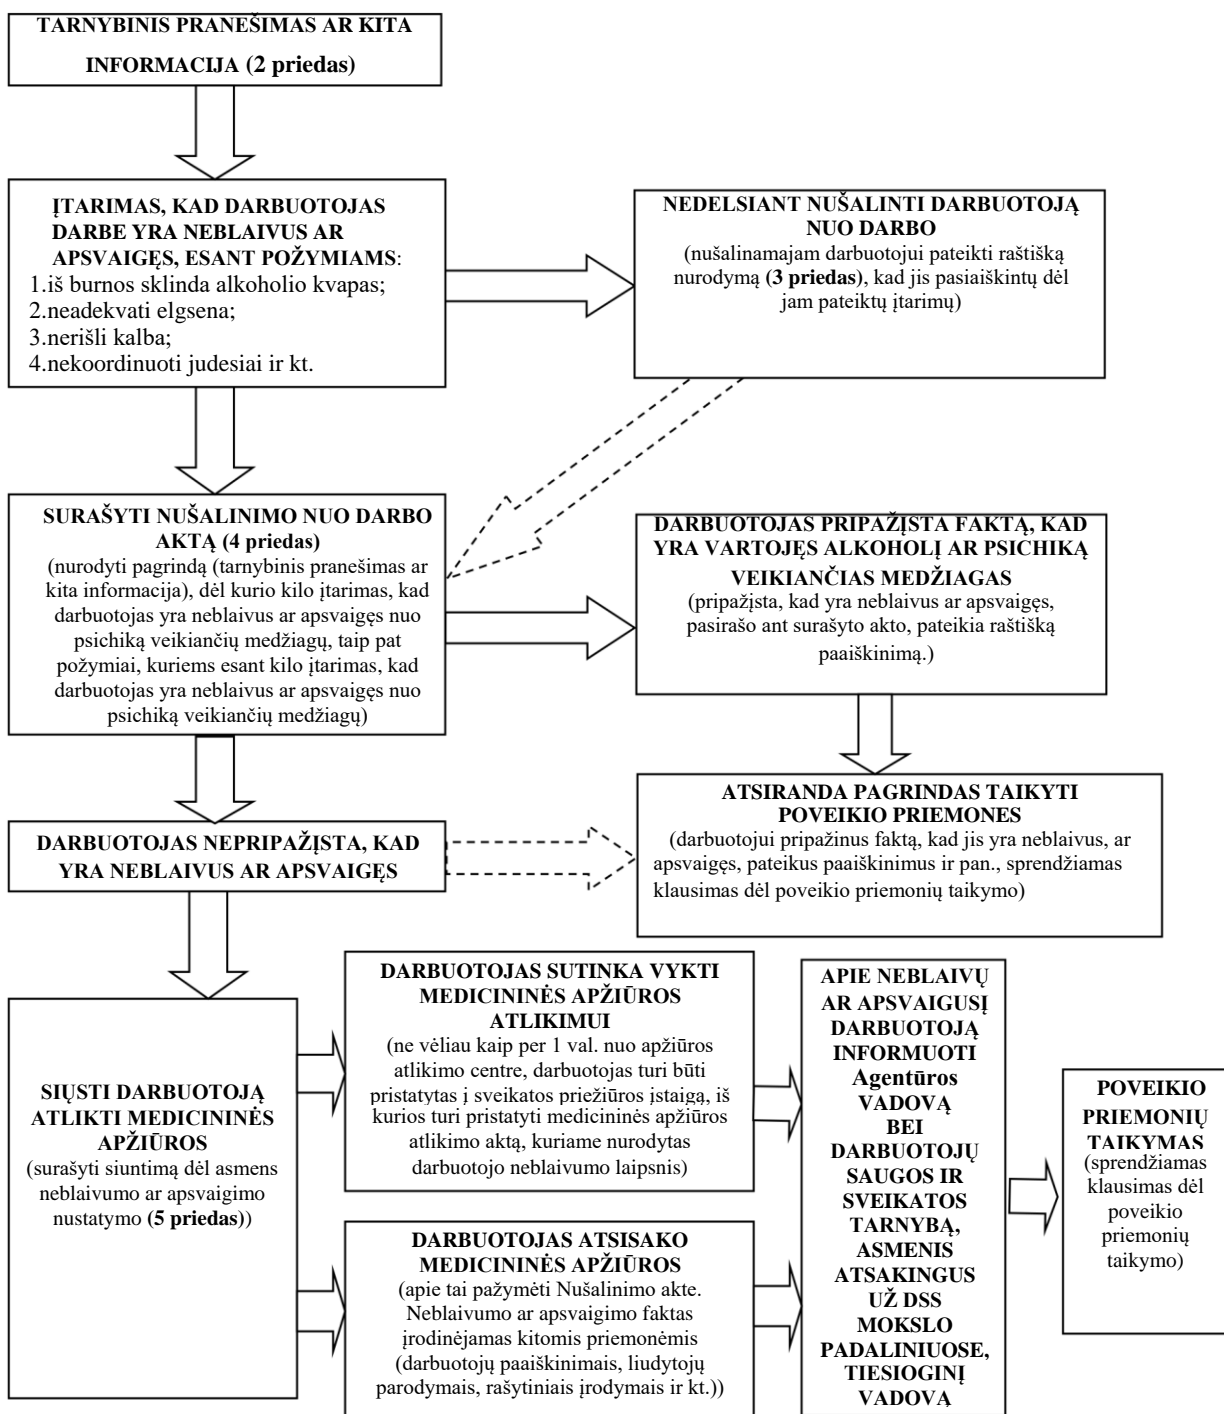 TARNYBINIS PRANEŠIMAS AR KITA
INFORMACIJA (2 priedas)
ĮTARIMAS, KAD DARBUOTOJAS
DARBE YRA NEBLAIVUS AR
APSVAIGĘS, ESANT POŽYMIAMS:
1.iš burnos sklinda alkoholio kvapas;
2.neadekvati elgsena;
3.nerišli kalba;
4.nekoordinuoti judesiai ir kt.
NEDELSIANT NUŠALINTI DARBUOTOJĄ
NUO DARBO
(nušalinamajam darbuotojui pateikti raštišką
nurodymą (3 priedas), kad jis pasiaiškintų dėl
jam pateiktų įtarimų)
SURAŠYTI NUŠALINIMO NUO DARBO
AKTĄ (4 priedas)
(nurodyti pagrindą (tarnybinis pranešimas ar
kita informacija), dėl kurio kilo įtarimas, kad
darbuotojas yra neblaivus ar apsvaigęs nuo
psichiką veikiančių medžiagų, taip pat
požymiai, kuriems esant kilo įtarimas, kad
darbuotojas yra neblaivus ar apsvaigęs nuo
psichiką veikiančių medžiagų)
DARBUOTOJAS PRIPAŽĮSTA FAKTĄ, KAD
YRA VARTOJĘS ALKOHOLĮ AR PSICHIKĄ
VEIKIANČIAS MEDŽIAGAS
(pripažįsta, kad yra neblaivus ar apsvaigęs,
pasirašo ant surašyto akto, pateikia raštišką
paaiškinimą.)
DARBUOTOJAS NEPRIPAŽĮSTA, KAD
YRA NEBLAIVUS AR APSVAIGĘS
ATSIRANDA PAGRINDAS TAIKYTI
POVEIKIO PRIEMONES
(darbuotojui pripažinus faktą, kad jis yra neblaivus, ar
apsvaigęs, pateikus paaiškinimus ir pan., sprendžiamas
klausimas dėl poveikio priemonių taikymo)
SIŲSTI DARBUOTOJĄ
ATLIKTI MEDICININĖS
APŽIŪROS
(surašyti siuntimą dėl asmens
neblaivumo ar apsvaigimo
nustatymo (5 priedas))
DARBUOTOJAS SUTINKA VYKTI
MEDICININĖS APŽIŪROS
ATLIKIMUI
(ne vėliau kaip per 1 val. nuo apžiūros
atlikimo centre, darbuotojas turi būti
pristatytas į sveikatos priežiūros įstaigą, iš
kurios turi pristatyti medicininės apžiūros
atlikimo aktą, kuriame nurodytas
darbuotojo neblaivumo laipsnis)
DARBUOTOJAS ATSISAKO
MEDICININĖS APŽIŪROS
(apie tai pažymėti Nušalinimo akte.
Neblaivumo ar apsvaigimo faktas
įrodinėjamas kitomis priemonėmis
(darbuotojų paaiškinimais, liudytojų
parodymais, rašytiniais įrodymais ir kt.))
APIE NEBLAIVŲ
AR APSVAIGUSĮ
DARBUOTOJĄ
INFORMUOTI
Agentūros
VADOVĄ
BEI
DARBUOTOJŲ
SAUGOS IR
SVEIKATOS
TARNYBĄ,
ASMENIS
ATSAKINGUS
UŽ DSS
MOKSLO
PADALINIUOSE,
TIESIOGINĮ
VADOVĄ
POVEIKIO
PRIEMONIŲ
TAIKYMAS
(sprendžiamas
klausimas dėl
poveikio
priemonių
taikymo)